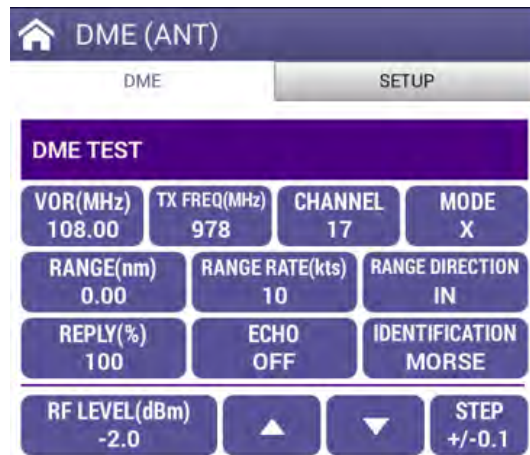 DME (ANT)
DME SETUP
DME TEST
VOR(MHz) TX FREQ(MHz) CHANNEL MODE
108.00 978 17 X
RANGE(nm) RANGE RATE(kts) RANGE DIRECTION
0.00 10 IN
REPLY(%) ECHO IDENTIFICATION
100 OFF MORSE
RF LEVEL(dBm) STEP
-2.0 +/-0.1